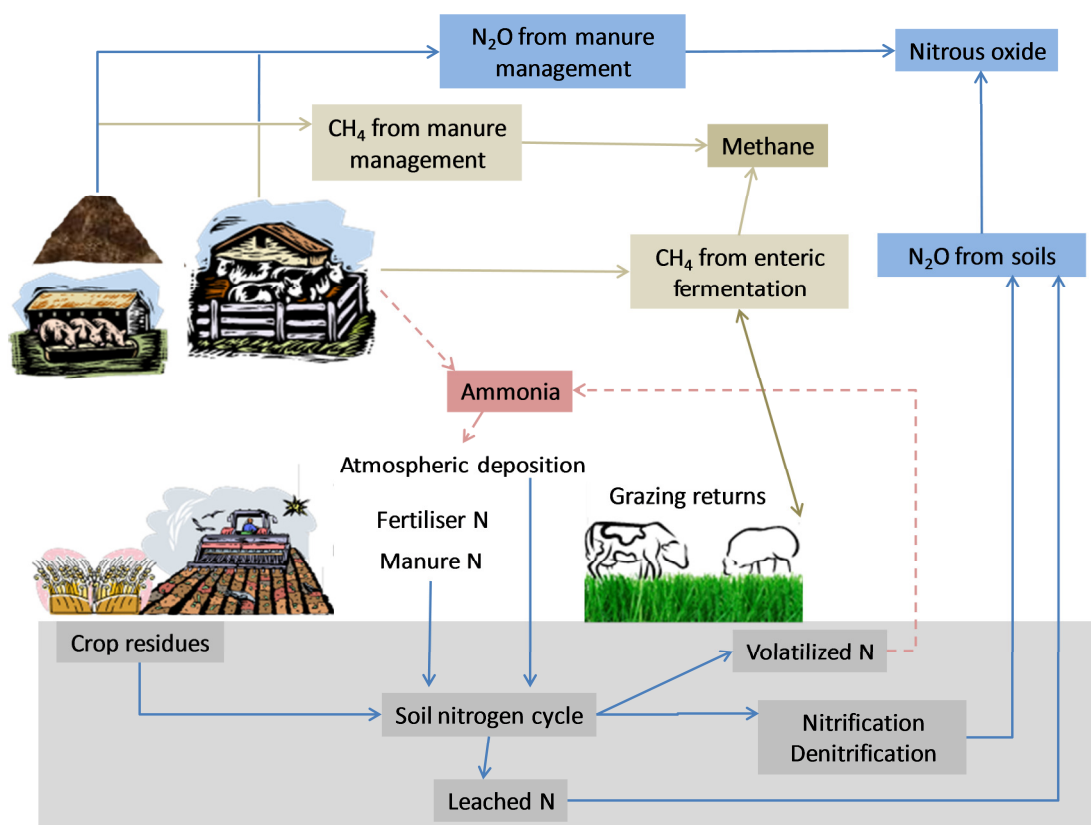 N₂O from manure
management
Nitrous oxide
CH₄ from manure
management
Methane
CH₄ from enteric
fermentation
N₂O from soils
Ammonia
Atmospheric deposition
Fertiliser N
Manure N
Grazing returns
Crop residues
Volatilized N
Soil nitrogen cycle
Nitrification
Denitrification
Leached N